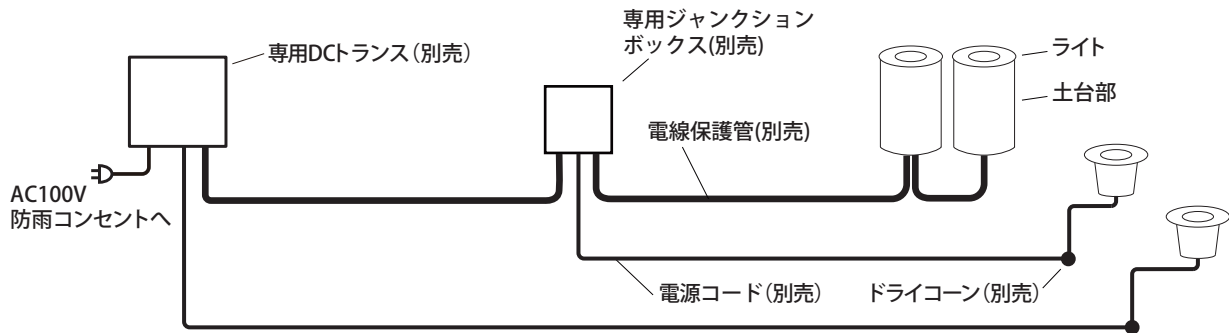 専用DCトランス（別売）
専用ジャンクション
ボックス(別売)
ライト
土台部
電線保護管(別売)
AC100V
防雨コンセントへ
電源コード（別売）
ドライコーン（別売）